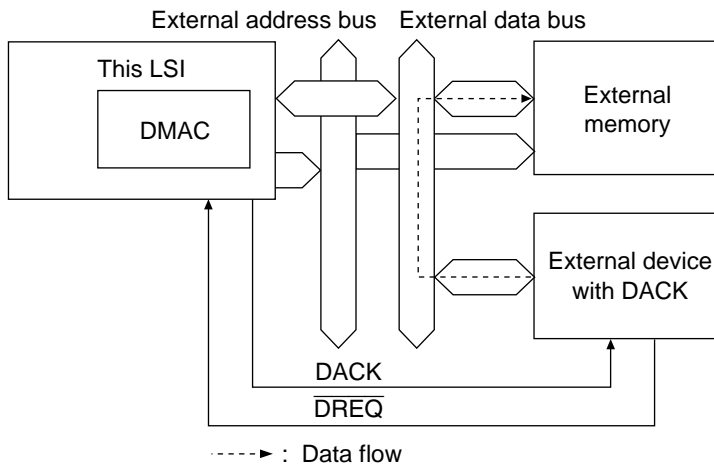 External address bus
External data bus
This LSI
DMAC
External
memory
External device
with DACK
DACK
DREQ
: Data flow